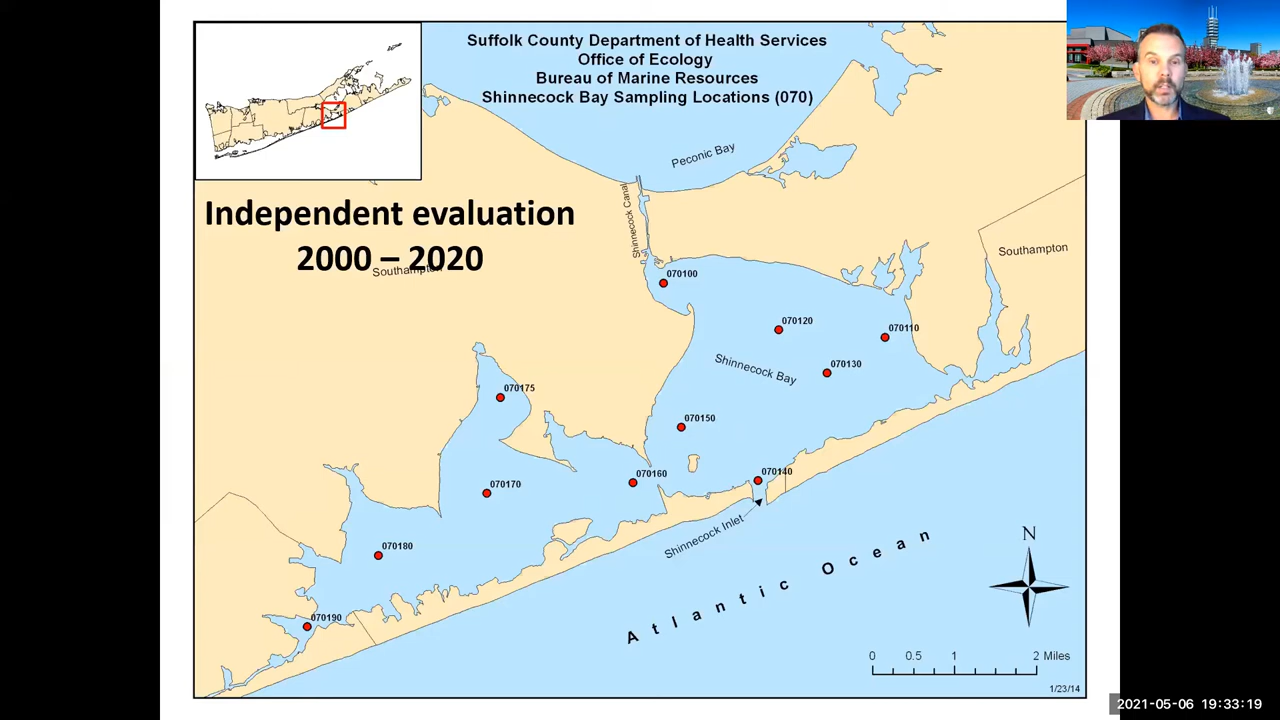 Suffolk County Department of Health Services
Office of Ecology
Bureau of Marine Resources
Shinnecock Bay Sampling Locations (070)
Peconic Bay
Shinnecock Canal
Independent evaluation
2000 – 2020
Southampton
Southampton
070100
070120
070110
070130
Shinnecock Bay
070175
070150
070140
070160
070170
Shinnecock Inlet
070180
070190
Atlantic Ocean
N
0 0.5 1 2 Miles
1/23/14
2021-05-06 19:33:19